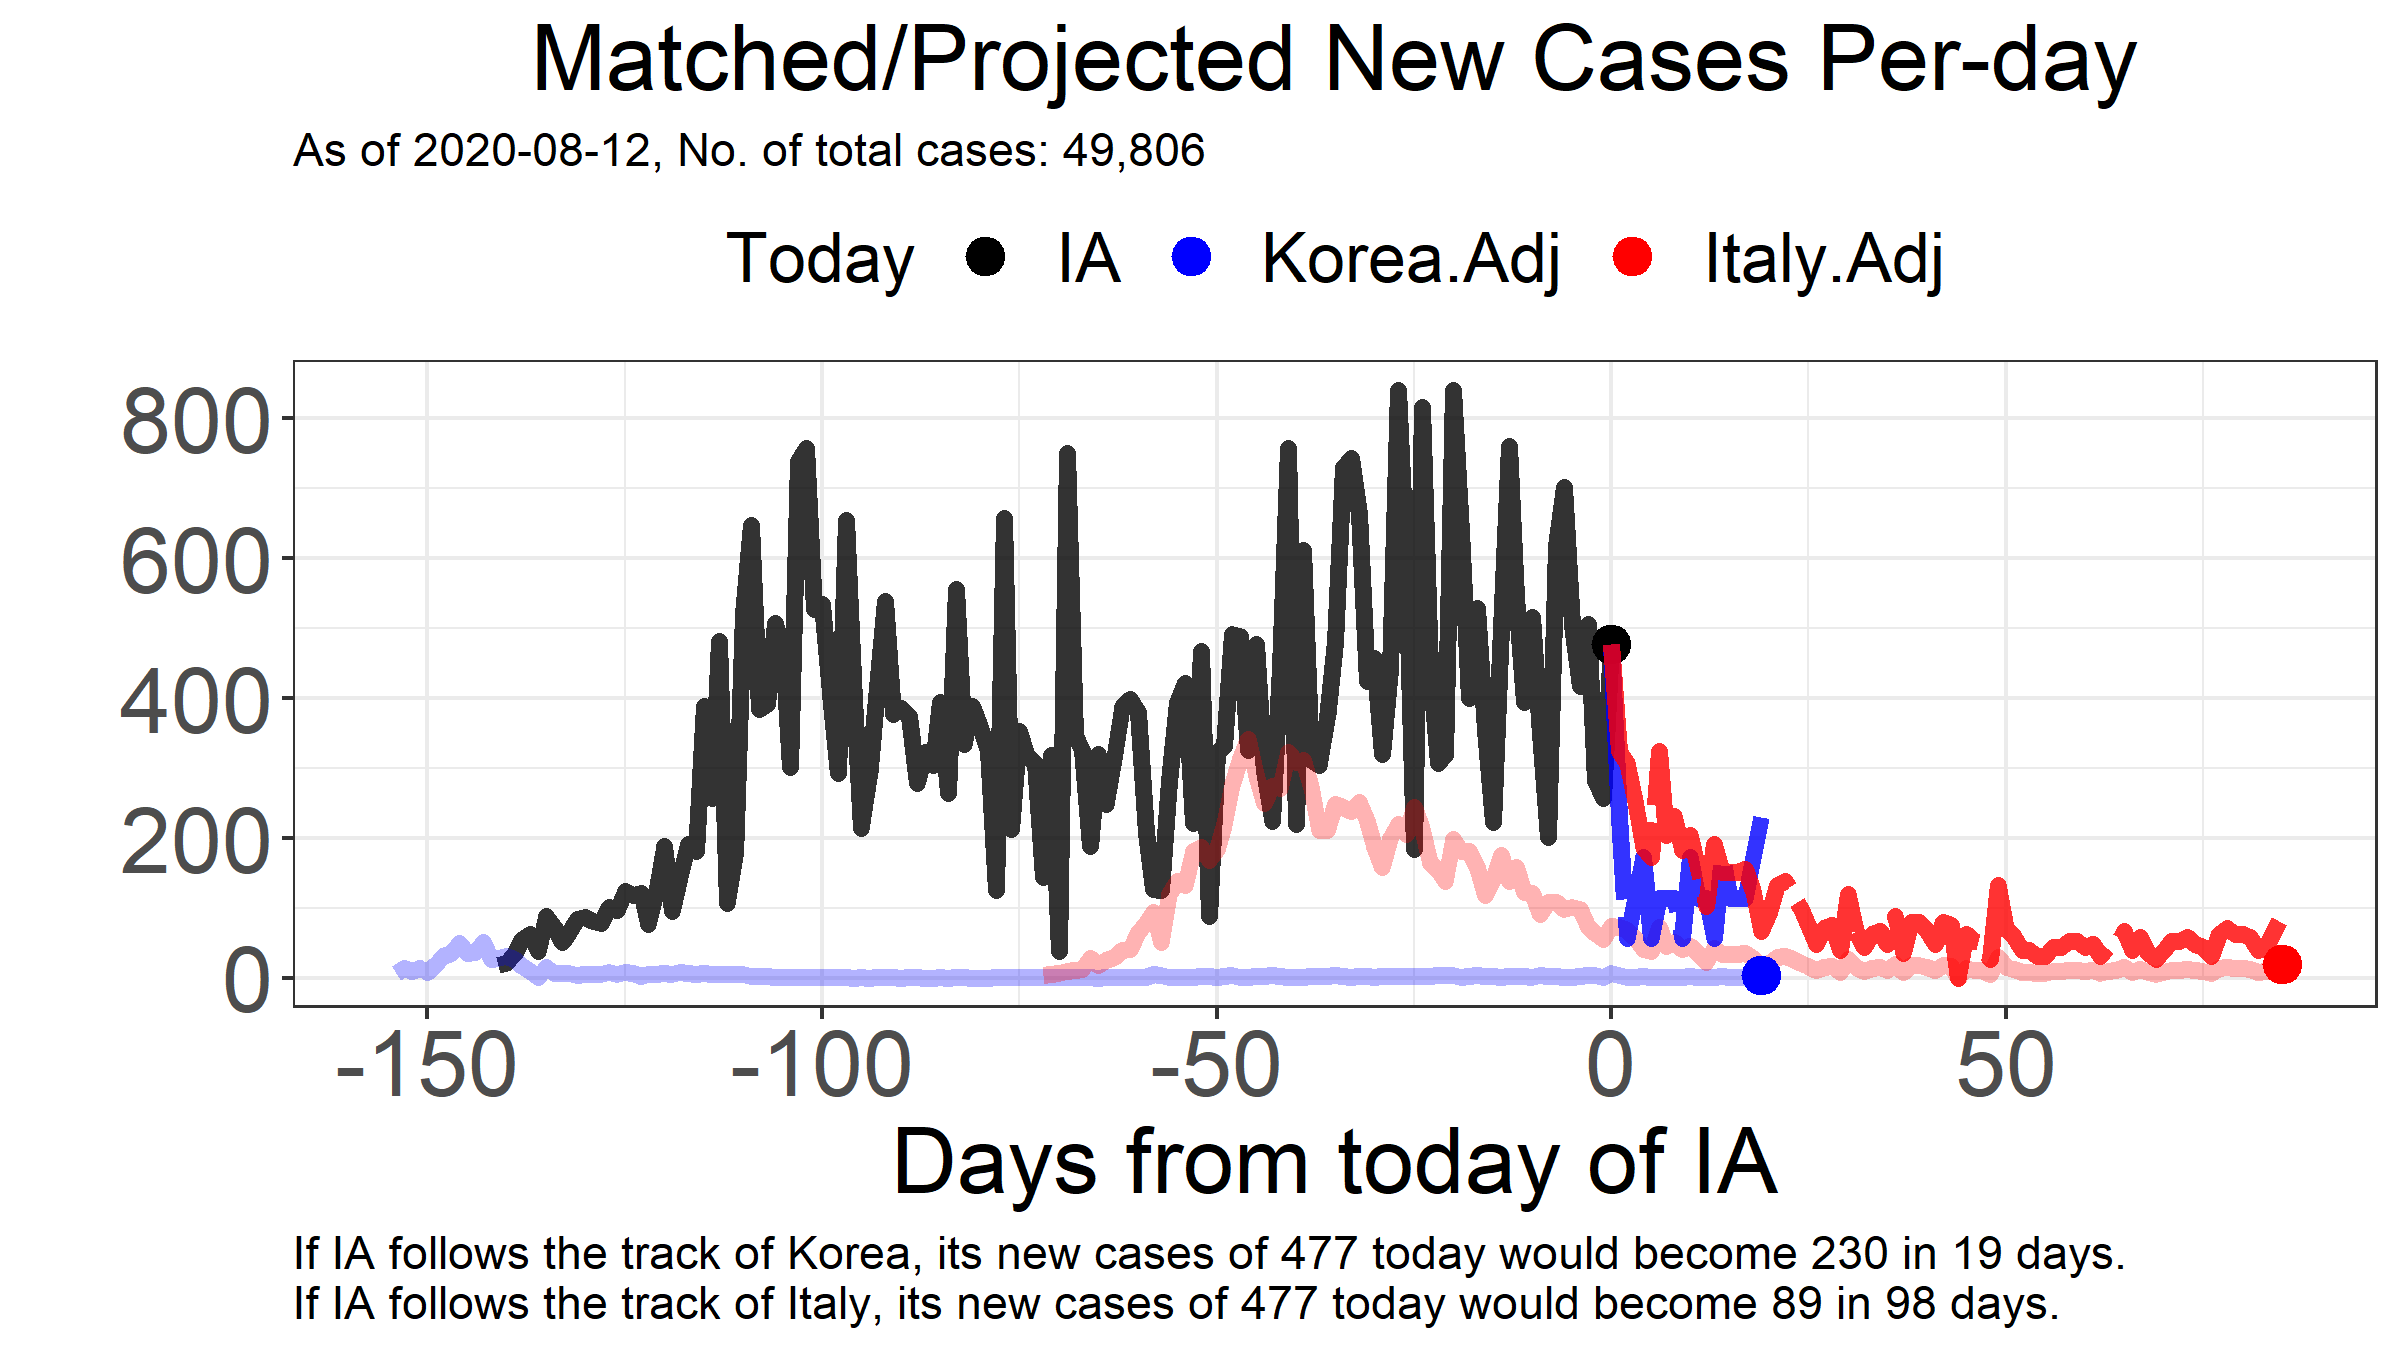 Matched/Projected New Cases Per-day
As of 2020-08-12, No. of total cases: 49,806
Today IA Korea.Adj Italy.Adj
800
600
400
200
0
-150 -100 -50 0 50
Days from today of IA
If IA follows the track of Korea, its new cases of 477 today would become 230 in 19 days.
If IA follows the track of Italy, its new cases of 477 today would become 89 in 98 days.